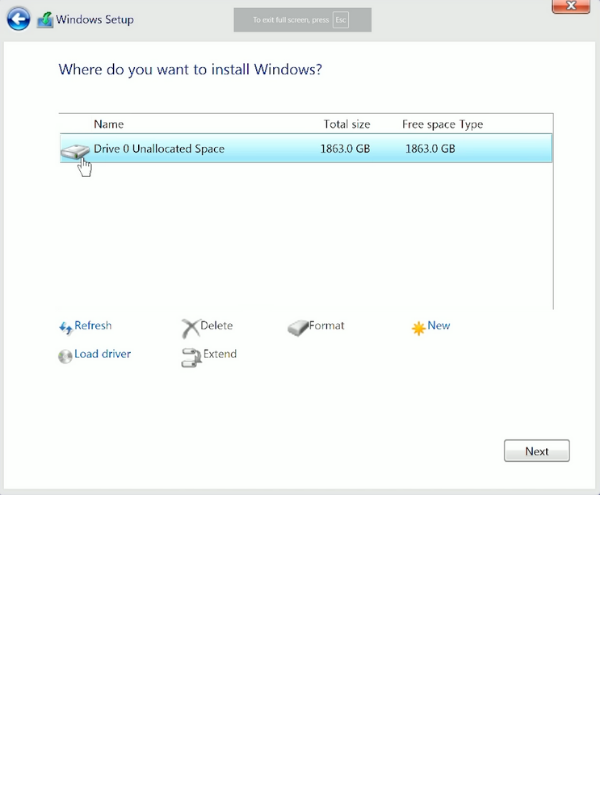 Windows Setup
To exit full screen, press Esc
Where do you want to install Windows?
Name Total size Free space Type
Drive 0 Unallocated Space 1863.0 GB 1863.0 GB
Refresh Delete Format New
Load driver Extend
Next